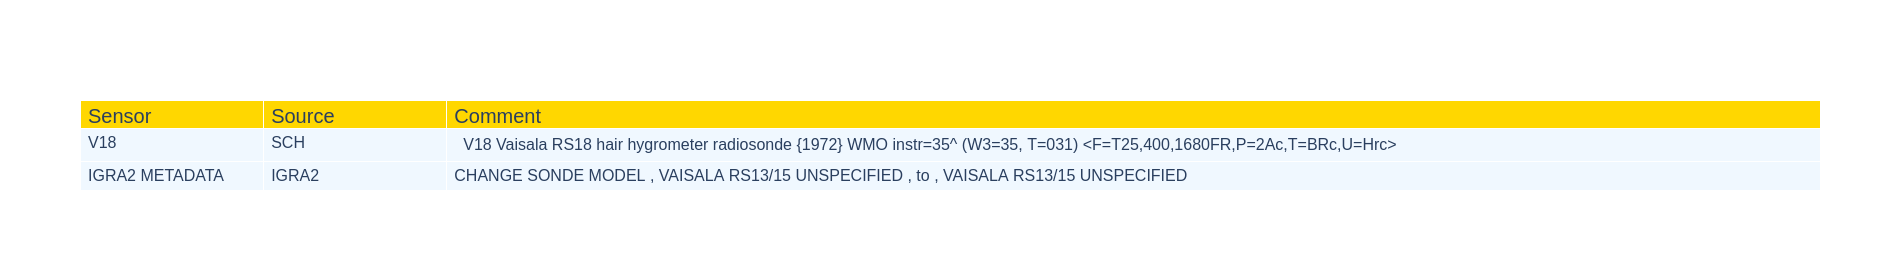 Sensor Source Comment
V18 SCH V18 Vaisala RS18 hair hygrometer radiosonde {1972} WMO instr=35^ (W3=35, T=031) <F=T25,400,1680FR,P=2Ac,T=BRc,U=Hrc>
IGRA2 METADATA IGRA2 CHANGE SONDE MODEL , VAISALA RS13/15 UNSPECIFIED , to , VAISALA RS13/15 UNSPECIFIED